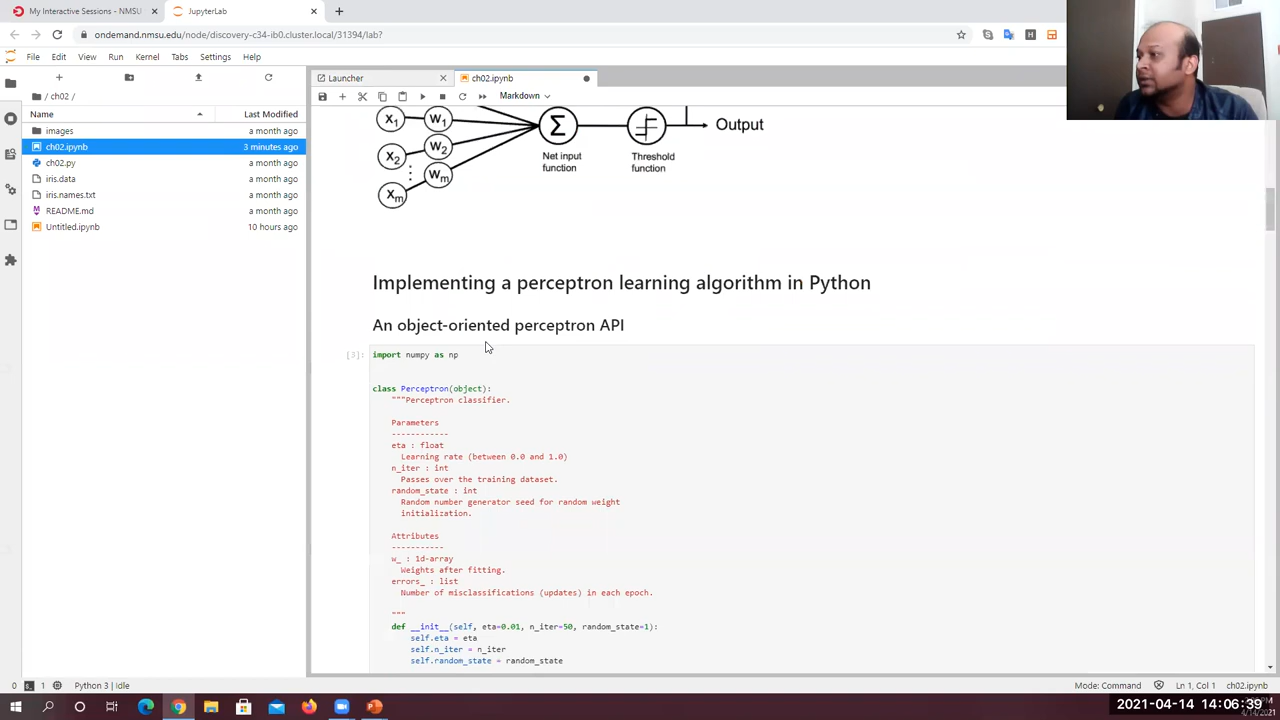 My Interactive Sessions - NMSU
JupyterLab
ondemand.nmsu.edu/node/discovery-c34-ib0.cluster.local/31394/lab?
File Edit View Run Kernel Tabs Settings Help
/ ch02 /
Name Last Modified
images a month ago
ch02.ipynb 3 minutes ago
ch02.py a month ago
iris.data a month ago
iris.names.txt a month ago
README.md a month ago
Untitled.ipynb 10 hours ago
Launcher
ch02.ipynb
Markdown
x1 w1
x2 w2
wm
xm
Σ
Net input
function
Threshold
function
Output
Implementing a perceptron learning algorithm in Python
An object-oriented perceptron API
[3]:
import numpy as np
class Perceptron(object):
"""Perceptron classifier.
Parameters
------------
eta : float
Learning rate (between 0.0 and 1.0)
n_iter : int
Passes over the training dataset.
random_state : int
Random number generator seed for random weight
initialization.
Attributes
-----------
w_ : 1d-array
Weights after fitting.
errors_ : list
Number of misclassifications (updates) in each epoch.
"""
def __init__(self, eta=0.01, n_iter=50, random_state=1):
self.eta = eta
self.n_iter = n_iter
self.random_state = random_state
0 1 Python 3 | Idle
Mode: Command Ln 1, Col 1 ch02.ipynb
2021-04-14 14:06:39